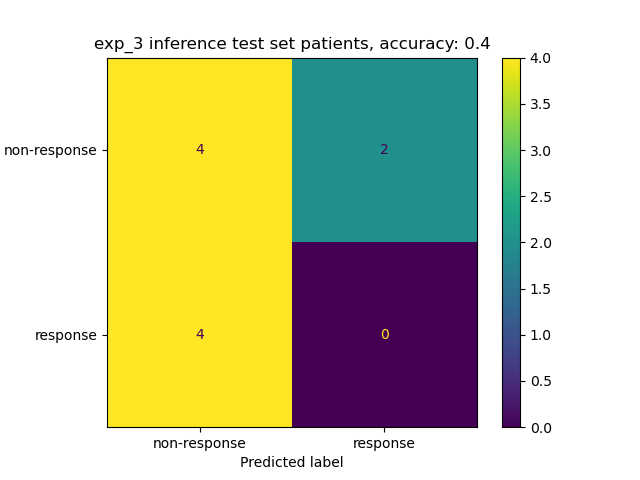 exp_3 inference test set patients, accuracy: 0.4
non-response
4
2
response
4
0
non-response
response
Predicted label
4.0
3.5
3.0
2.5
2.0
1.5
1.0
0.5
0.0